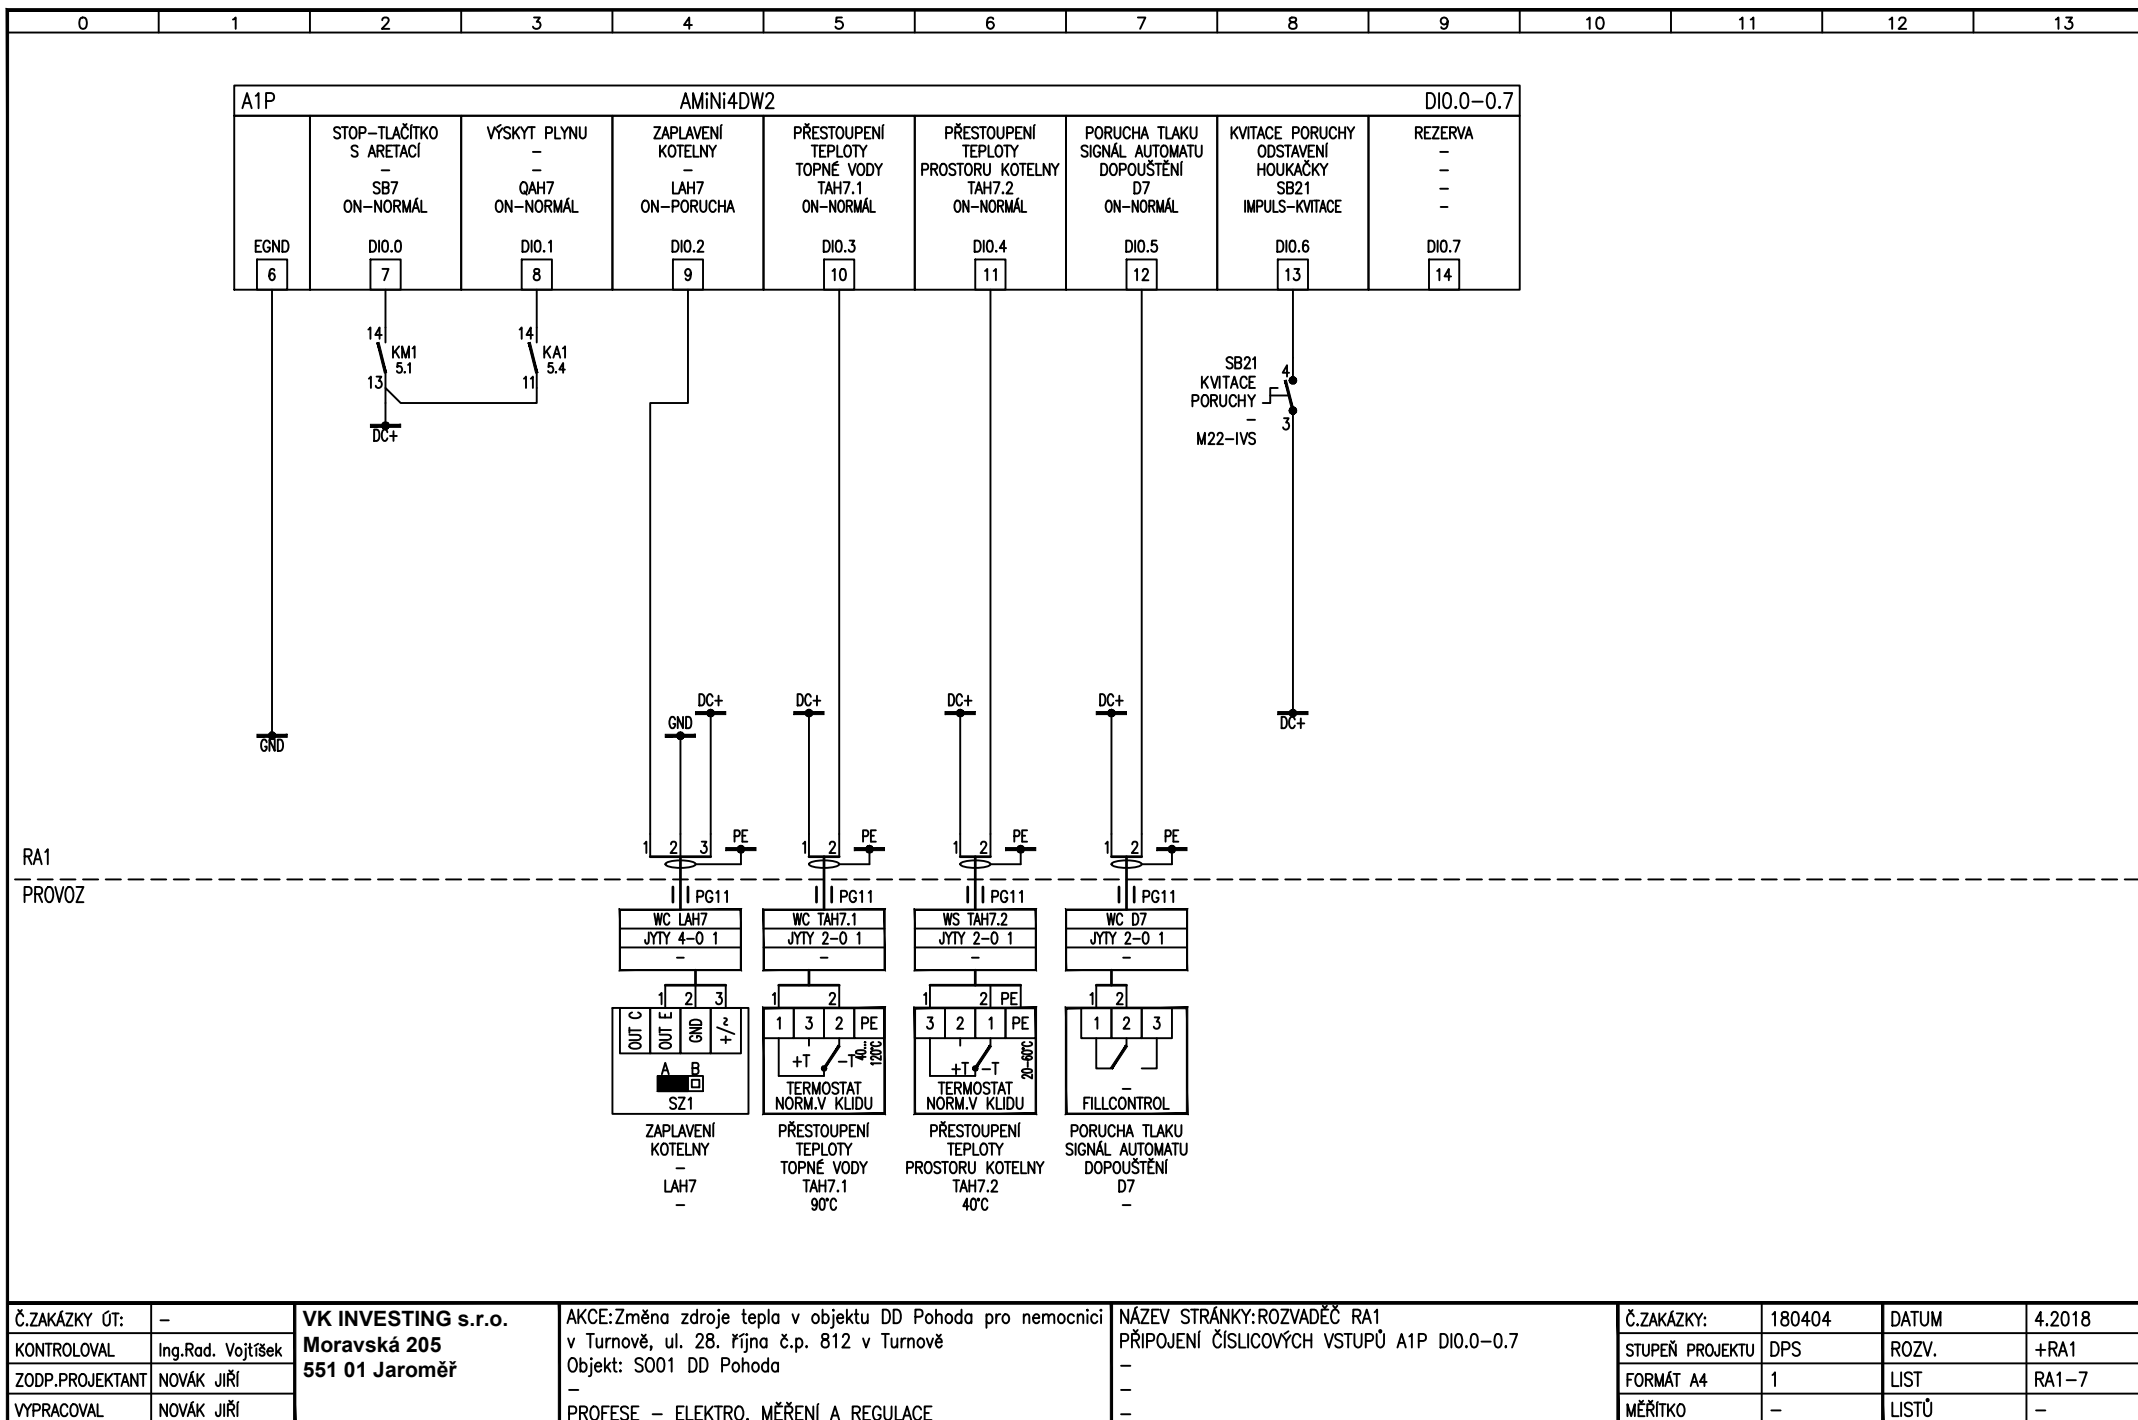 0 1 2 3 4 5 6 7 8 9 10 11 12 13
A1P AMiNi4DW2 DI0.0-0.7
STOP-TLAČÍTKO
S ARETACÍ
-
SB7
ON-NORMÁL
VÝSKYT PLYNU
-
-
QAH7
ON-NORMÁL
ZAPLAVENÍ
KOTELNY
-
LAH7
ON-PORUCHA
PŘESTOUPENÍ
TEPLOTY
TOPNÉ VODY
TAH7.1
ON-NORMÁL
PŘESTOUPENÍ
TEPLOTY
PROSTORU KOTELNY
TAH7.2
ON-NORMÁL
PORUCHA TLAKU
SIGNÁL AUTOMATU
DOPOUŠTĚNÍ
D7
ON-NORMÁL
KVITACE PORUCHY
ODSTAVENÍ
HOUKAČKY
SB21
IMPULS-KVITACE
REZERVA
-
-
-
-
EGND DI0.0 DI0.1 DI0.2 DI0.3 DI0.4 DI0.5 DI0.6 DI0.7
6 7 8 9 10 11 12 13 14
14
KM1
5.1
13
DC+
14
KA1
5.4
11
SB21
KVITACE
PORUCHY
-
M22-IVS
4
3
DC+
GND
GND DC+ DC+ DC+ DC+
1 2 3 PE 1 2 PE 1 2 PE 1 2 PE
RA1
PROVOZ
PG11 PG11 PG11 PG11
WC LAH7
JYTY 4-O 1
-
WC TAH7.1
JYTY 2-O 1
-
WS TAH7.2
JYTY 2-O 1
-
WC D7
JYTY 2-O 1
-
1 2 3
OUT C OUT E GND +/~
A B
SZ1
1 2
1 3 2 PE
+T -T 40... 120°C
TERMOSTAT
NORM.V KLIDU
1 2 PE
3 2 1 PE
+T -T 20-60°C
TERMOSTAT
NORM.V KLIDU
1 2
1 2 3
-
FILLCONTROL
ZAPLAVENÍ
KOTELNY
-
LAH7
-
PŘESTOUPENÍ
TEPLOTY
TOPNÉ VODY
TAH7.1
90°C
PŘESTOUPENÍ
TEPLOTY
PROSTORU KOTELNY
TAH7.2
40°C
PORUCHA TLAKU
SIGNÁL AUTOMATU
DOPOUŠTĚNÍ
D7
-
Č.ZAKÁZKY ÚT: -
KONTROLOVAL Ing.Rad. Vojtíšek
ZODP.PROJEKTANT NOVÁK JIŘÍ
VYPRACOVAL NOVÁK JIŘÍ
VK INVESTING s.r.o.
Moravská 205
551 01 Jaroměř
AKCE:Změna zdroje tepla v objektu DD Pohoda pro nemocnici
v Turnově, ul. 28. října č.p. 812 v Turnově
Objekt: SO01 DD Pohoda
-
PROFESE - ELEKTRO, MĚŘENÍ A REGULACE
NÁZEV STRÁNKY:ROZVADĚČ RA1
PŘIPOJENÍ ČÍSLICOVÝCH VSTUPŮ A1P DI0.0-0.7
-
-
-
Č.ZAKÁZKY: 180404 DATUM 4.2018
STUPEŇ PROJEKTU DPS ROZV. +RA1
FORMÁT A4 1 LIST RA1-7
MĚŘÍTKO - LISTŮ -